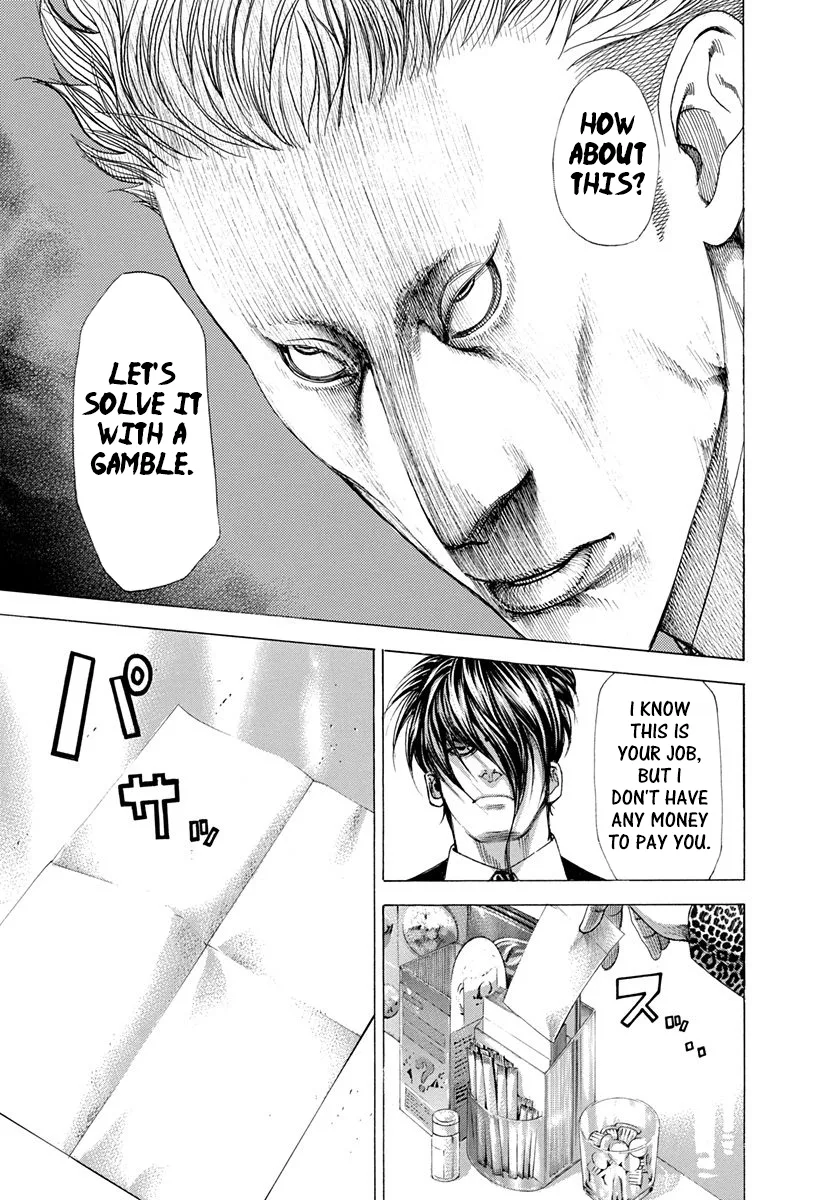 HOW
ABOUT
THIS?
LET'S
SOLVE IT
WITH A
GAMBLE.
I KNOW
THIS IS
YOUR JOB,
BUT I
DON'T HAVE
ANY MONEY
TO PAY YOU.
スッ…
パサッ
?